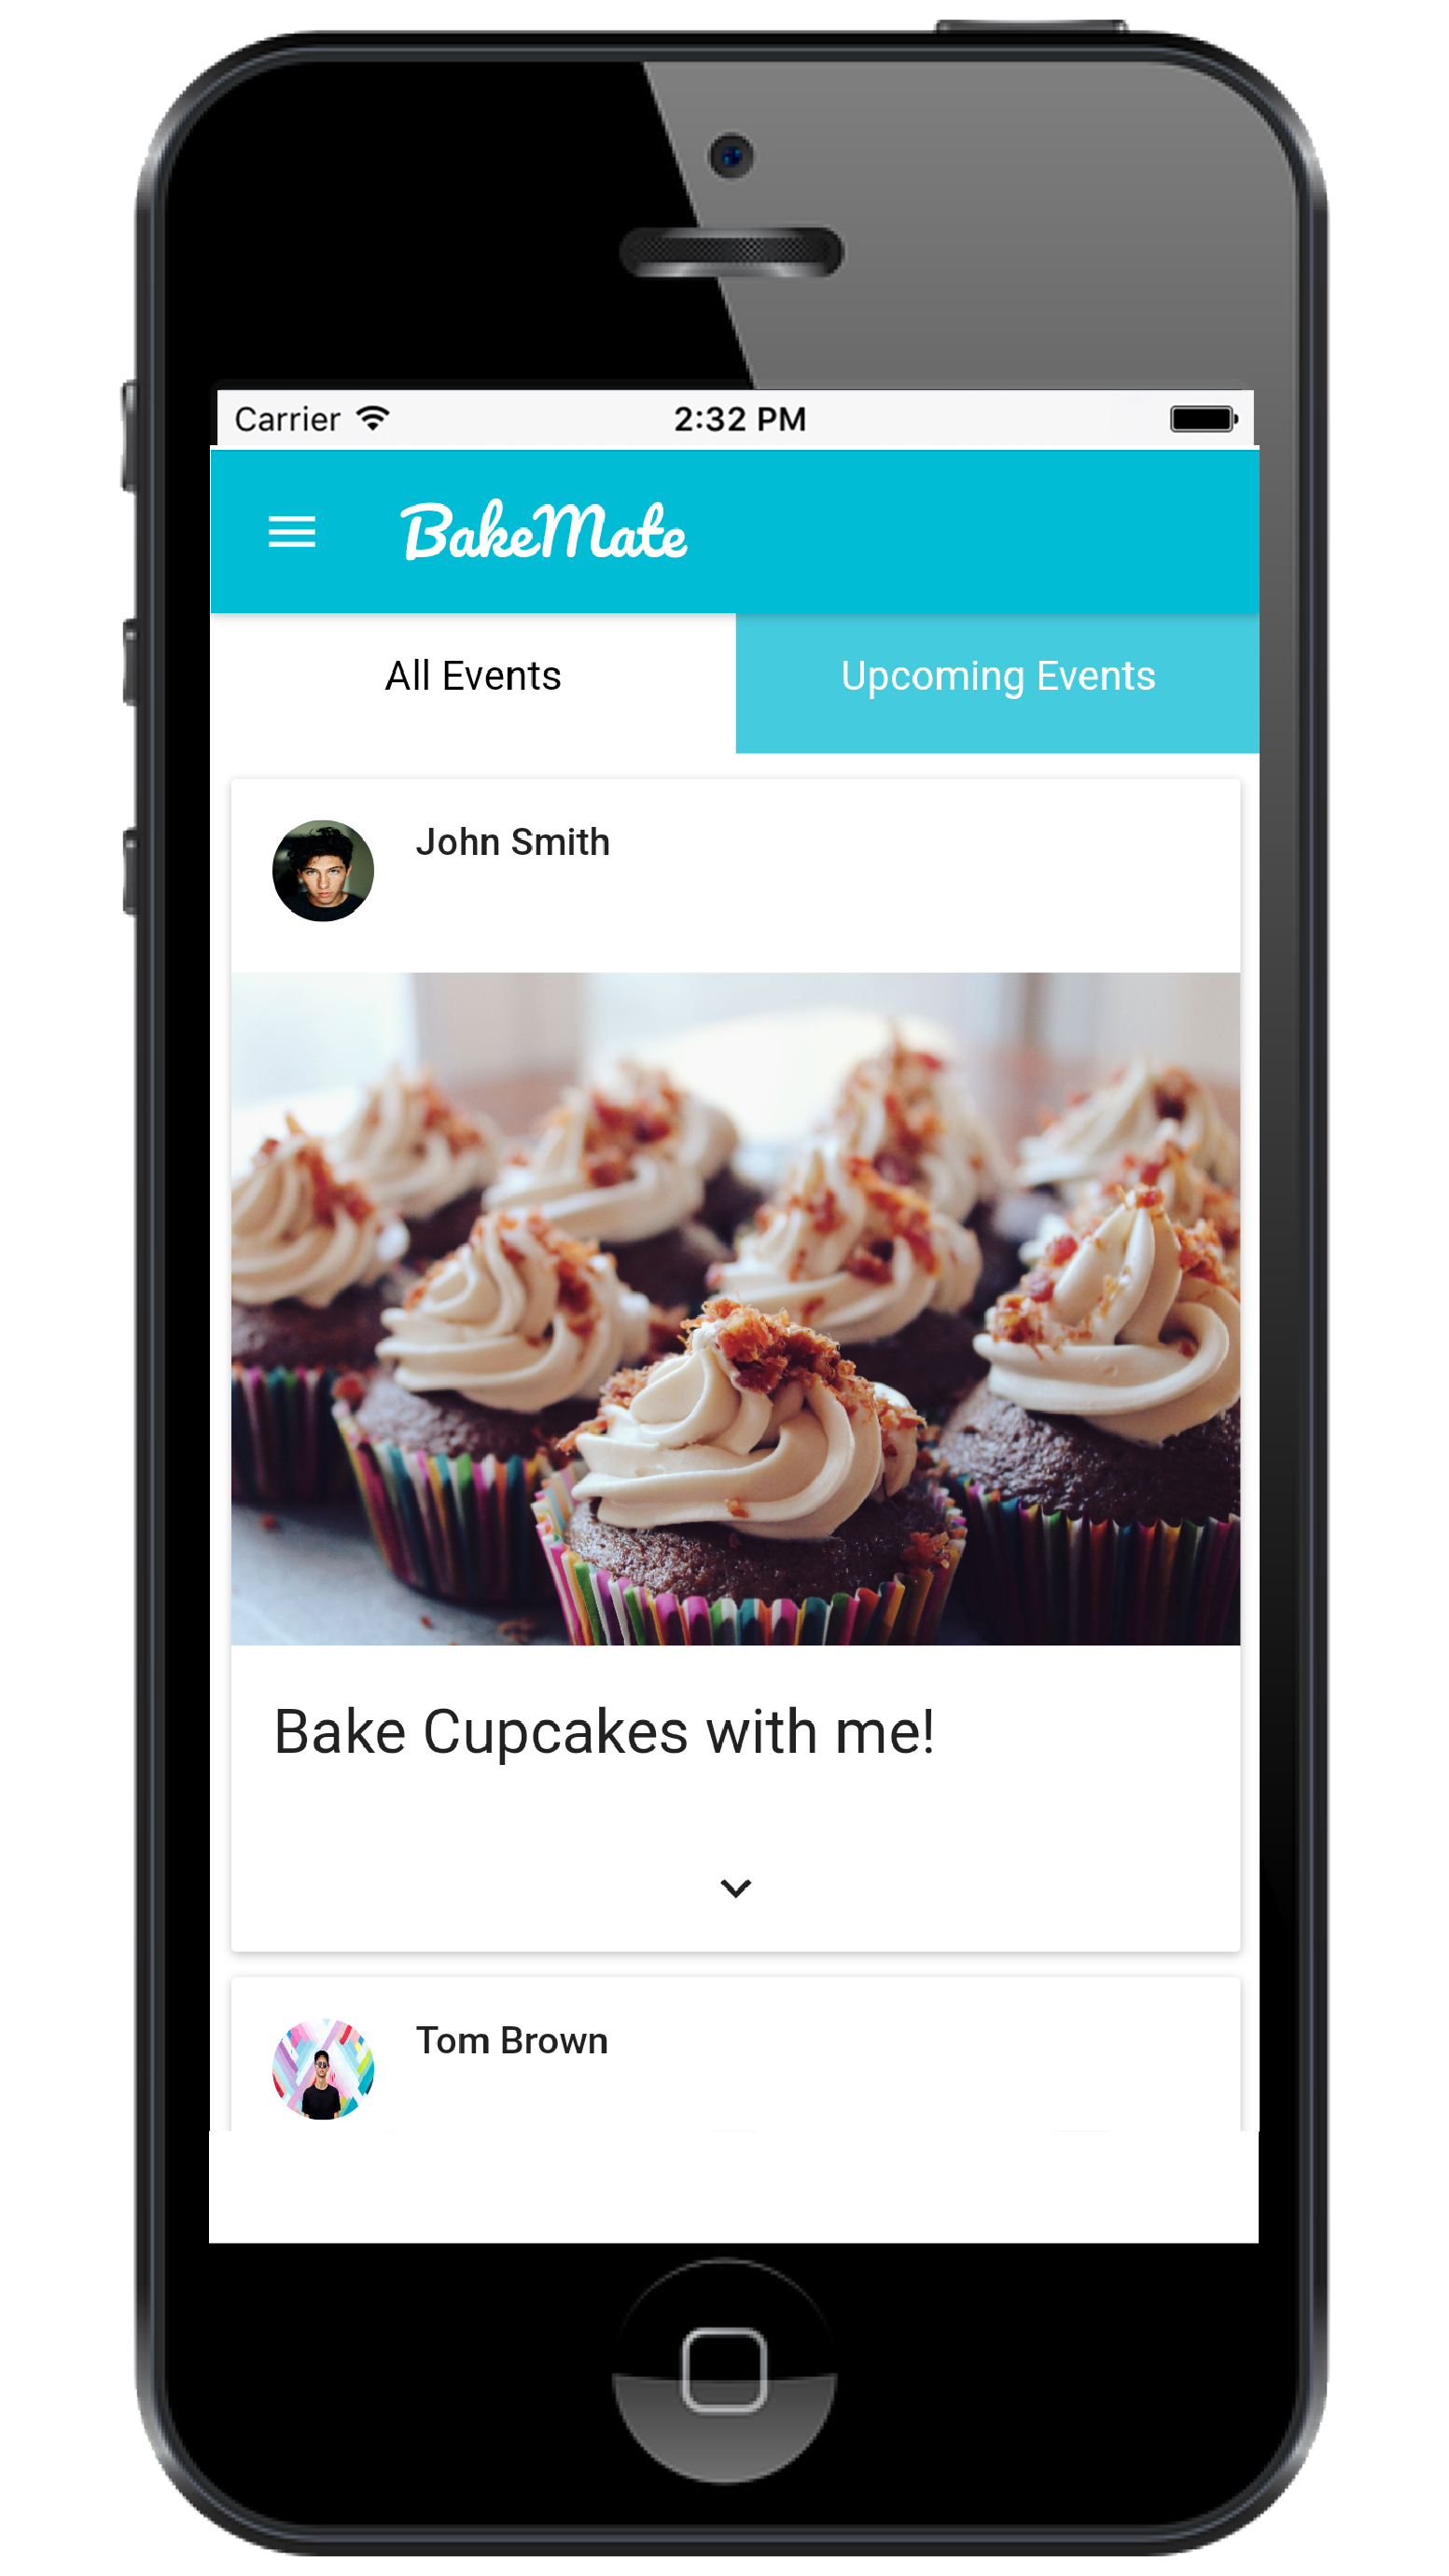 Carrier 2:32 PM
BakeMate
All Events Upcoming Events
John Smith
Bake Cupcakes with me!
Tom Brown